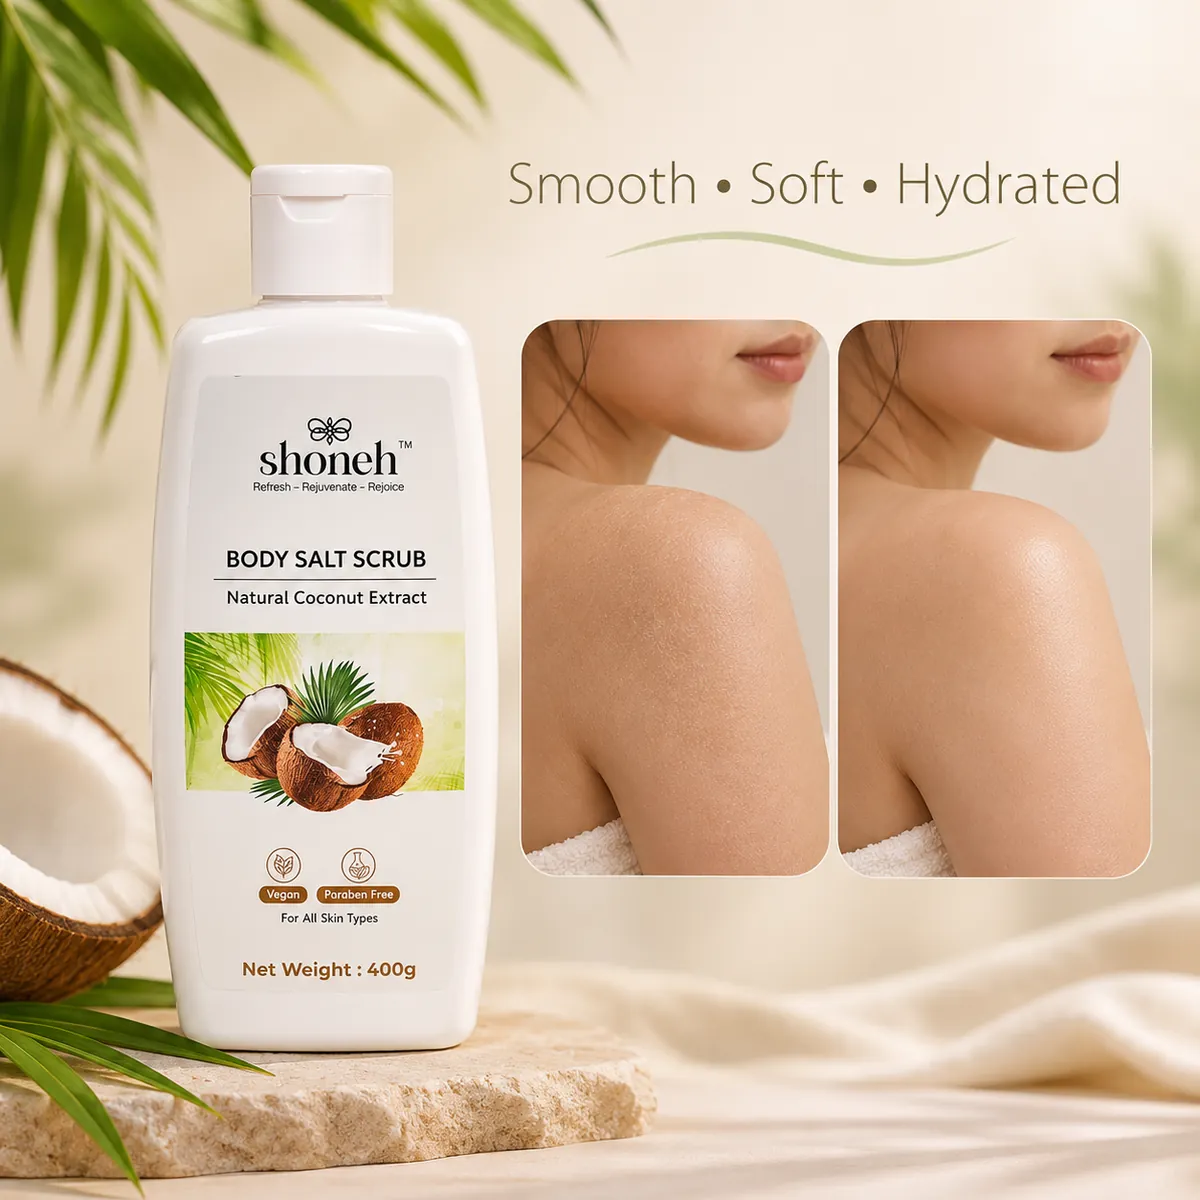 Smooth • Soft • Hydrated
shoneh™
Refresh – Rejuvenate – Rejoice
BODY SALT SCRUB
Natural Coconut Extract
Vegan
Paraben Free
For All Skin Types
Net Weight : 400g